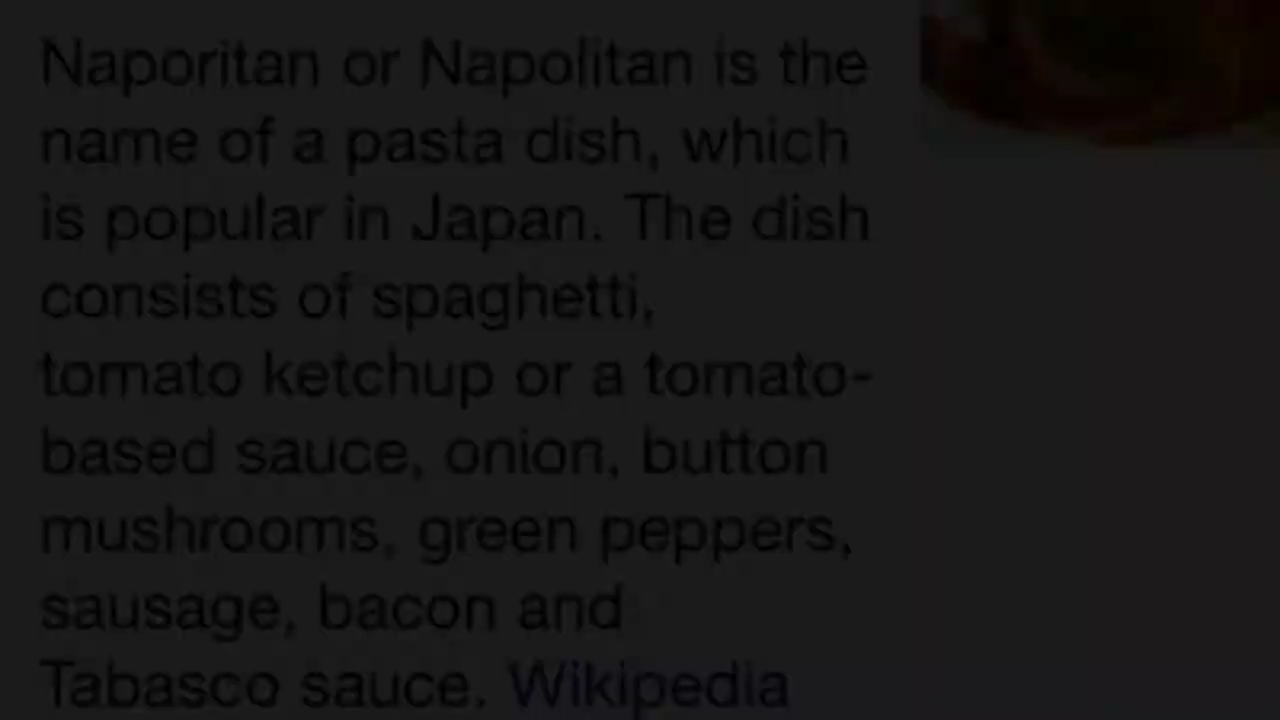 Naporitan or Napolitan is the
name of a pasta dish, which
is popular in Japan. The dish
consists of spaghetti,
tomato ketchup or a tomato-
based sauce, onion, button
mushrooms, green peppers,
sausage, bacon and
Tabasco sauce. Wikipedia